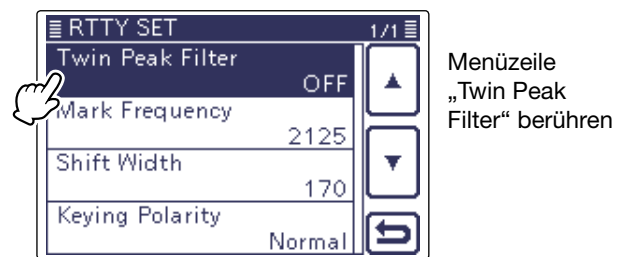 RTTY SET 1/1
Twin Peak Filter
OFF
Mark Frequency
2125
Shift Width
170
Keying Polarity
Normal
Menüzeile
„Twin Peak
Filter“ berühren